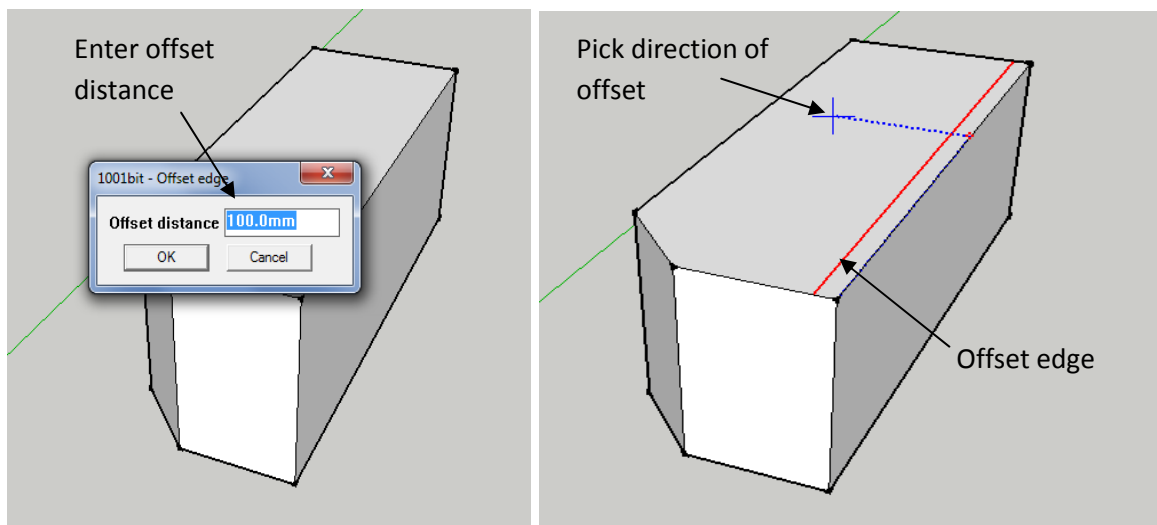 Enter offset
distance
1001bit - Offset edge
Offset distance 100.0mm
OK Cancel
Pick direction of
offset
Offset edge